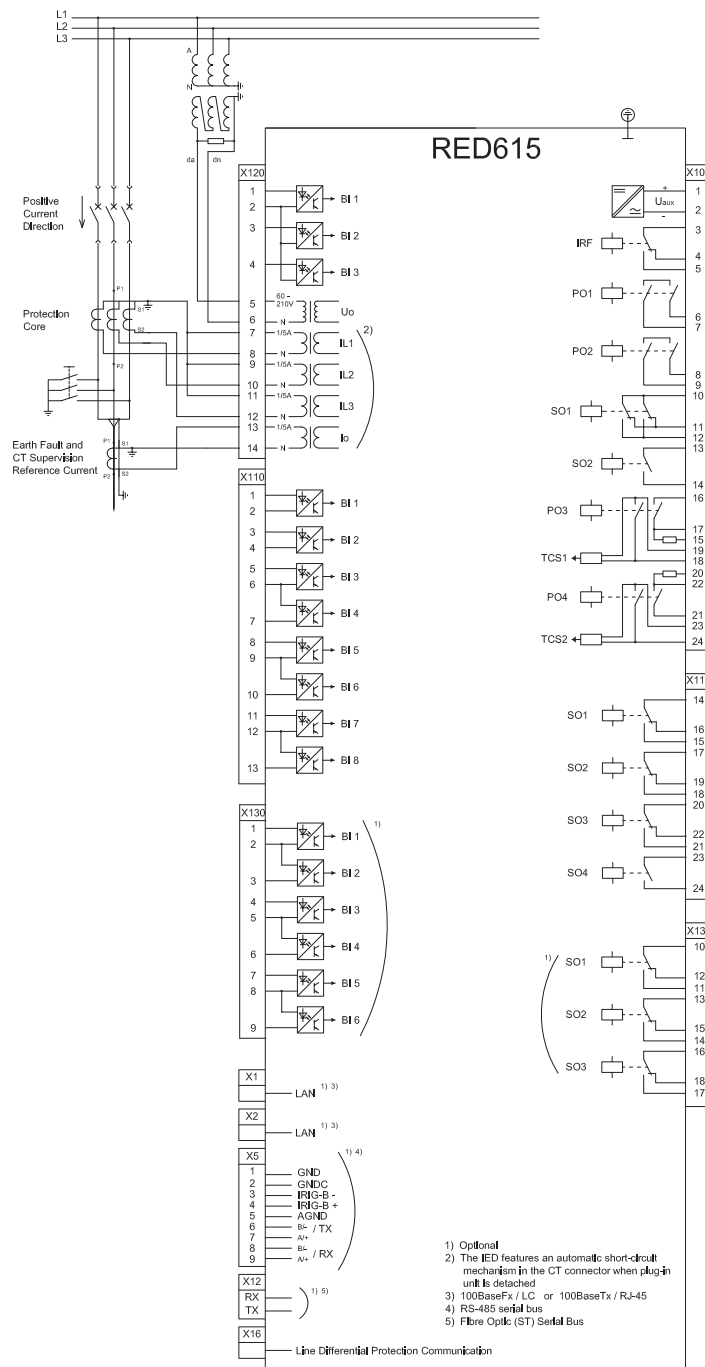 L1
L2
L3
A
N
da
dn
RED615
Positive
Current
Direction
P1
Protection
Core
S1
S2
P2
Earth Fault and
CT Supervision
Reference Current
P1
S1
P2
S2
X120
1
2
3
4
5
6
7
8
9
10
11
12
13
14
BI 1
BI 2
BI 3
60 -
210V
N
Uo
1/5A
N
IL1
2)
1/5A
N
IL2
1/5A
N
IL3
1/5A
N
Io
X110
1
2
3
4
5
6
7
8
9
10
11
12
13
BI 1
BI 2
BI 3
BI 4
BI 5
BI 6
BI 7
BI 8
X130
1
2
3
4
5
6
7
8
9
BI 1
BI 2
BI 3
BI 4
BI 5
BI 6
1)
X1
LAN 1) 3)
X2
LAN 1) 3)
X5
1 GND
2 GNDC
3 IRIG-B -
4 IRIG-B +
5 AGND
6 B/- / TX
7 A/+
8 B/- / RX
9 A/+
1) 4)
X12
RX
TX
1) 5)
X16
Line Differential Protection Communication
X10
+
Uaux
-
1
2
IRF
3
4
5
PO1
6
7
PO2
8
9
SO1
10
11
12
SO2
13
14
PO3
16
17
15
19
TCS1
18
20
22
PO4
21
23
TCS2
24
X11
SO1
14
16
15
SO2
17
19
18
SO3
20
22
21
SO4
23
24
X13
1)
SO1
10
12
11
SO2
13
15
14
SO3
16
18
17
1) Optional
2) The IED features an automatic short-circuit
mechanism in the CT connector when plug-in
unit is detached
3) 100BaseFx / LC or 100BaseTx / RJ-45
4) RS-485 serial bus
5) Fibre Optic (ST) Serial Bus